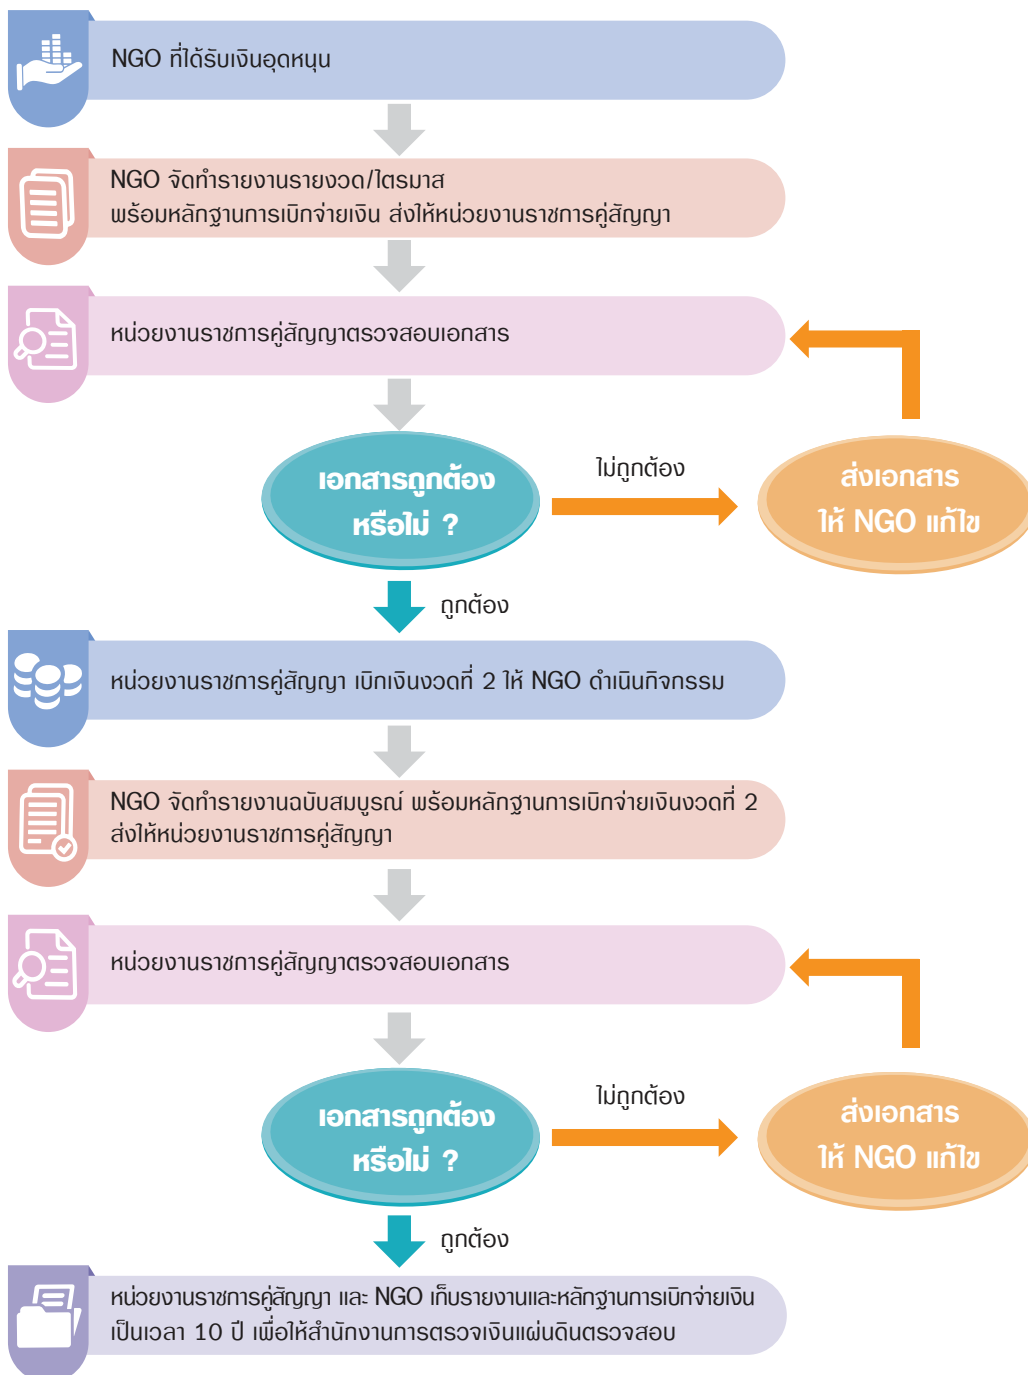 NGO ที่ได้รับเงินอุดหนุน
NGO จัดทำรายงานรายงวด/ไตรมาส
พร้อมหลักฐานการเบิกจ่ายเงิน ส่งให้หน่วยงานราชการคู่สัญญา
หน่วยงานราชการคู่สัญญาตรวจสอบเอกสาร
เอกสารถูกต้อง
หรือไม่ ?
ไม่ถูกต้อง
ส่งเอกสาร
ให้ NGO แก้ไข
ถูกต้อง
หน่วยงานราชการคู่สัญญา เบิกเงินงวดที่ 2 ให้ NGO ดำเนินกิจกรรม
NGO จัดทำรายงานฉบับสมบูรณ์ พร้อมหลักฐานการเบิกจ่ายเงินงวดที่ 2
ส่งให้หน่วยงานราชการคู่สัญญา
หน่วยงานราชการคู่สัญญาตรวจสอบเอกสาร
เอกสารถูกต้อง
หรือไม่ ?
ไม่ถูกต้อง
ส่งเอกสาร
ให้ NGO แก้ไข
ถูกต้อง
หน่วยงานราชการคู่สัญญา และ NGO เก็บรายงานและหลักฐานการเบิกจ่ายเงิน
เป็นเวลา 10 ปี เพื่อให้สำนักงานการตรวจเงินแผ่นดินตรวจสอบ